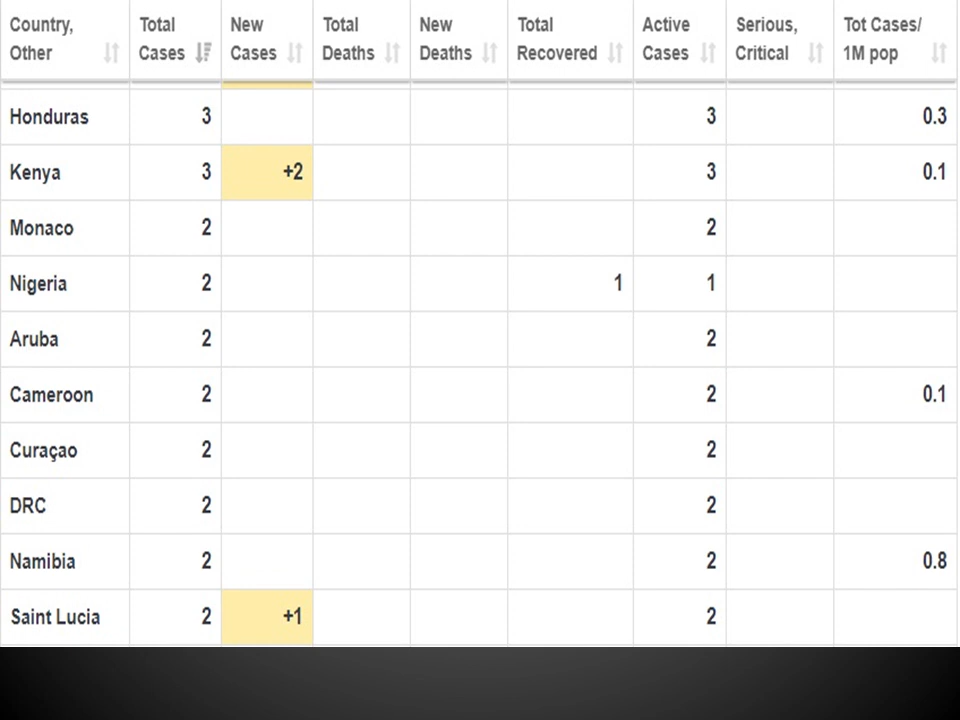 Country, Total New Total New Total Active Serious, Tot Cases/
Other Cases Cases Deaths Deaths Recovered Cases Critical 1M pop
Honduras 3 3 0.3
Kenya 3 +2 3 0.1
Monaco 2 2
Nigeria 2 1 1
Aruba 2 2
Cameroon 2 2 0.1
Curaçao 2 2
DRC 2 2
Namibia 2 2 0.8
Saint Lucia 2 +1 2